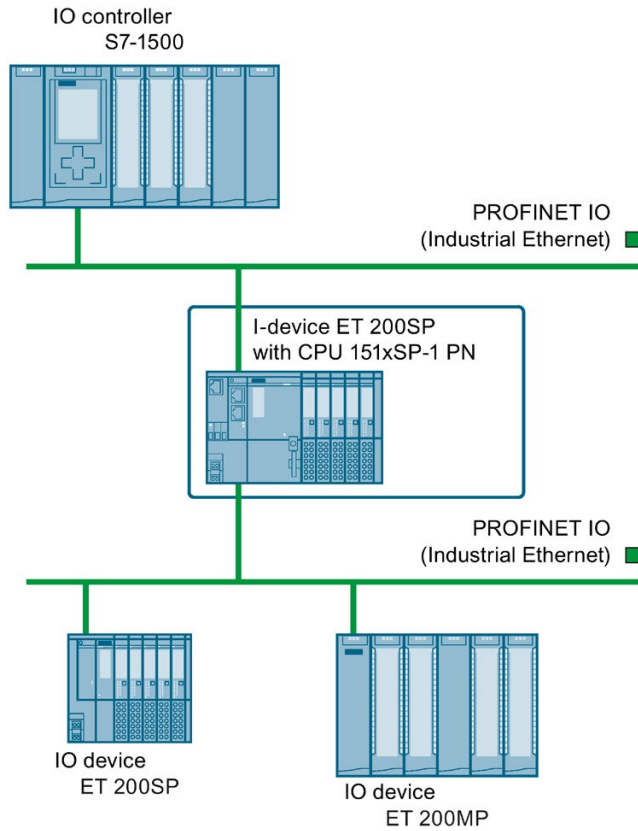 IO controller
S7-1500
PROFINET IO
(Industrial Ethernet)
I-device ET 200SP
with CPU 151xSP-1 PN
PROFINET IO
(Industrial Ethernet)
IO device
ET 200SP
IO device
ET 200MP